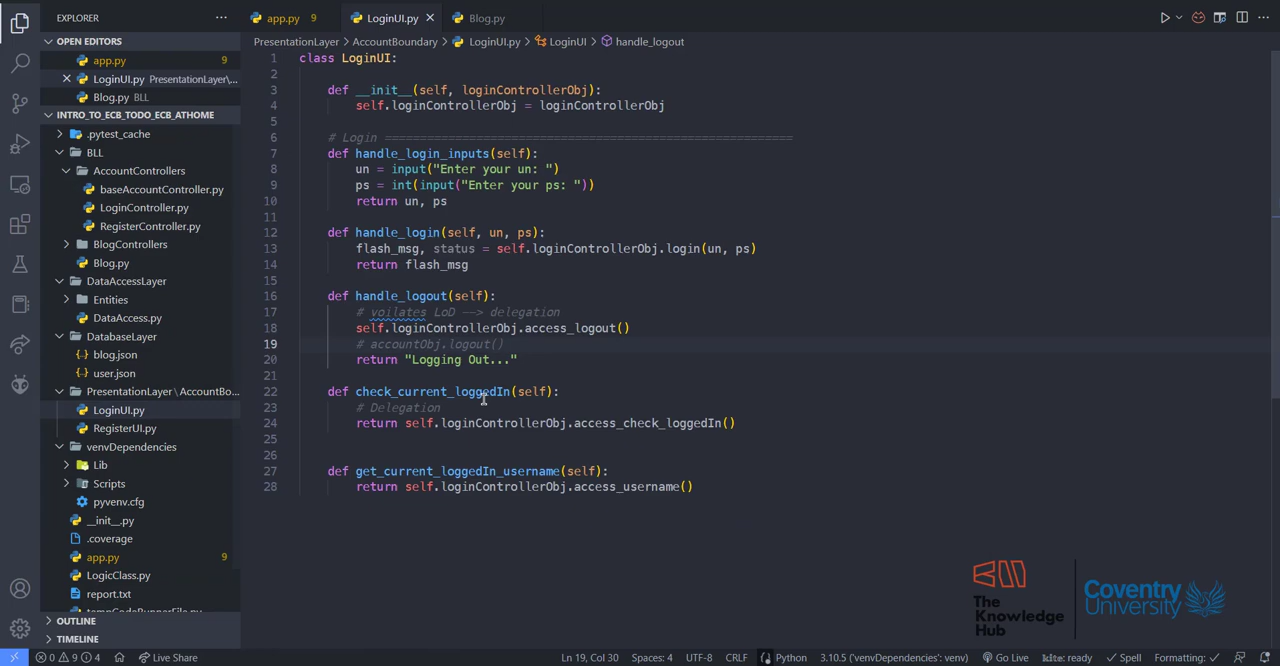 EXPLORER
OPEN EDITORS
app.py 9
LoginUI.py PresentationLayer\...
Blog.py BLL
INTRO_TO_ECB_TODO_ECB_ATHOME
.pytest_cache
BLL
AccountControllers
baseAccountController.py
LoginController.py
RegisterController.py
BlogControllers
Blog.py
DataAccessLayer
Entities
DataAccess.py
DatabaseLayer
blog.json
user.json
PresentationLayer \ AccountBo...
LoginUI.py
RegisterUI.py
venvDependencies
Lib
Scripts
pyvenv.cfg
__init__.py
.coverage
app.py 9
LogicClass.py
report.txt
tempCodeRunnerFile.py
OUTLINE
TIMELINE
app.py 9 LoginUI.py Blog.py
PresentationLayer > AccountBoundary > LoginUI.py > LoginUI > handle_logout
1 class LoginUI:
2
3 def __init__(self, loginControllerObj):
4 self.loginControllerObj = loginControllerObj
5
6 # Login =========================================================
7 def handle_login_inputs(self):
8 un = input("Enter your un: ")
9 ps = int(input("Enter your ps: "))
10 return un, ps
11
12 def handle_login(self, un, ps):
13 flash_msg, status = self.loginControllerObj.login(un, ps)
14 return flash_msg
15
16 def handle_logout(self):
17 # voilates LoD --> delegation
18 self.loginControllerObj.access_logout()
19 # accountObj.logout()
20 return "Logging Out..."
21
22 def check_current_loggedIn(self):
23 # Delegation
24 return self.loginControllerObj.access_check_loggedIn()
25
26
27 def get_current_loggedIn_username(self):
28 return self.loginControllerObj.access_username()
The
Knowledge
Hub
Coventry
University
0 9 4 Live Share Ln 19, Col 30 Spaces: 4 UTF-8 CRLF Python 3.10.5 ('venvDependencies': venv) Go Live kite: ready Spell Formatting: